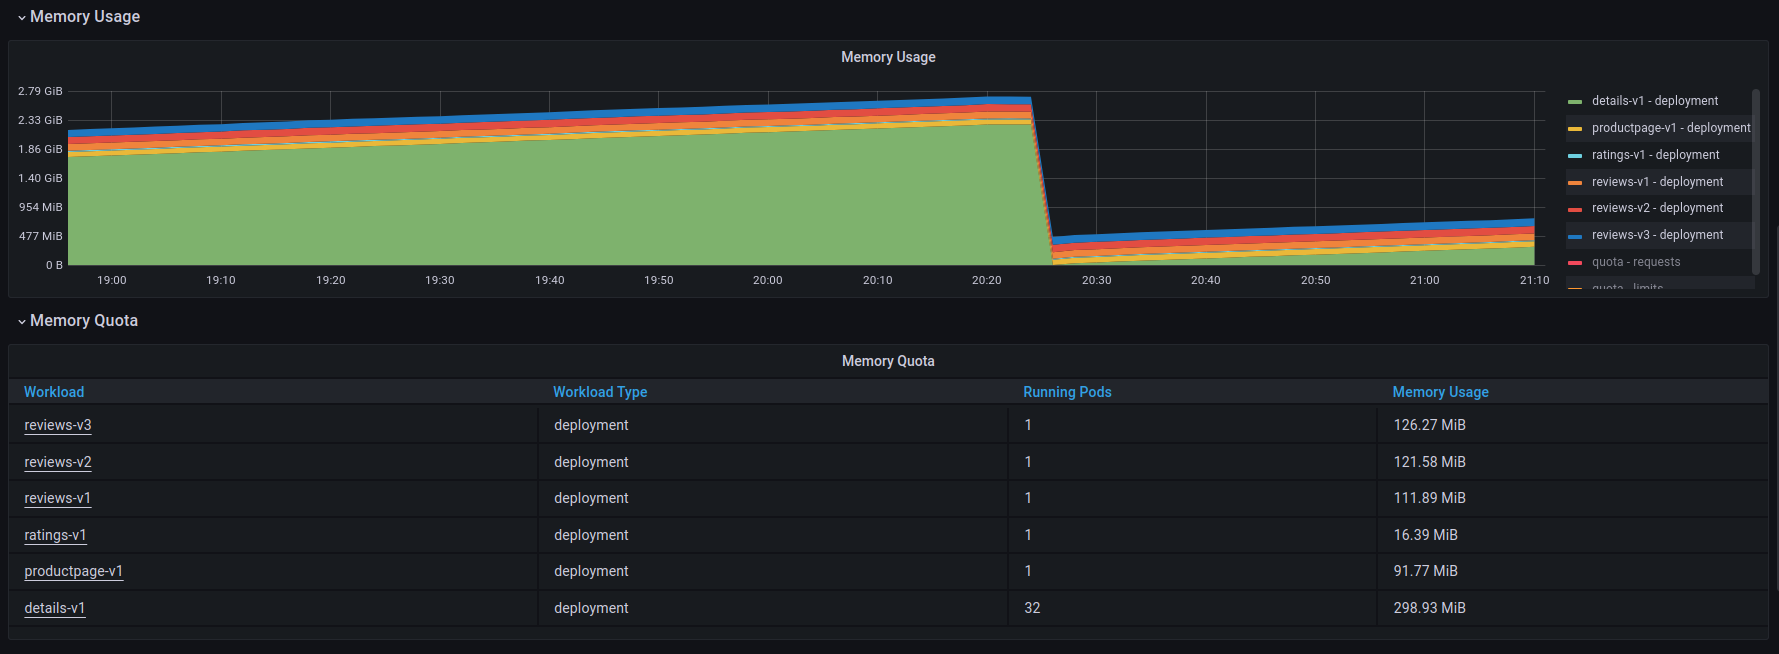 Memory Usage
Memory Usage
2.79 GiB
2.33 GiB
1.86 GiB
1.40 GiB
954 MiB
477 MiB
0 B
19:00 19:10 19:20 19:30 19:40 19:50 20:00 20:10 20:20 20:30 20:40 20:50 21:00 21:10
details-v1 - deployment
productpage-v1 - deployment
ratings-v1 - deployment
reviews-v1 - deployment
reviews-v2 - deployment
reviews-v3 - deployment
quota - requests
quota - limits
Memory Quota
Memory Quota
Workload Workload Type Running Pods Memory Usage
reviews-v3 deployment 1 126.27 MiB
reviews-v2 deployment 1 121.58 MiB
reviews-v1 deployment 1 111.89 MiB
ratings-v1 deployment 1 16.39 MiB
productpage-v1 deployment 1 91.77 MiB
details-v1 deployment 32 298.93 MiB